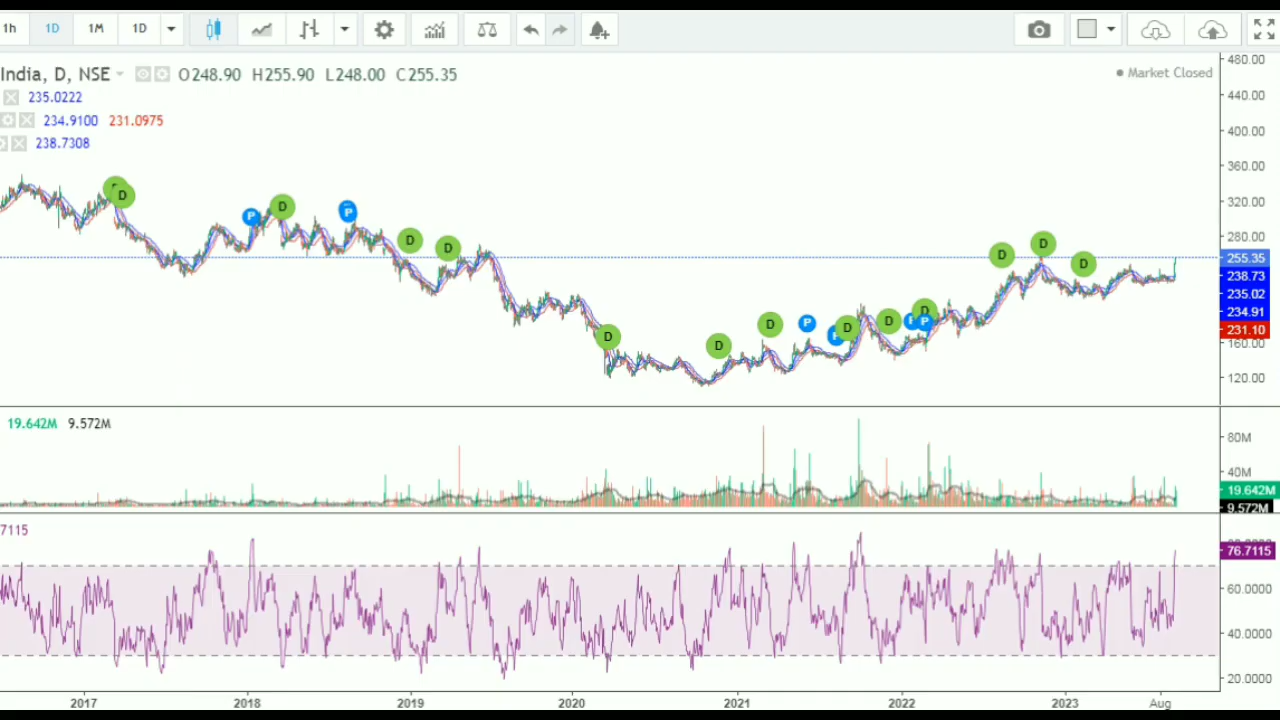 1h 1D 1M 1D
India, D, NSE O248.90 H255.90 L248.00 C255.35
Market Closed
235.0222
234.9100 231.0975
238.7308
480.00
440.00
400.00
360.00
320.00
280.00
255.35
238.73
235.02
234.91
231.10
160.00
120.00
D D P D P D D D D D P P D D P D P D D D
19.642M 9.572M
80M
40M
19.642M
9.572M
7115
76.7115
60.0000
40.0000
20.0000
2017 2018 2019 2020 2021 2022 2023 Aug